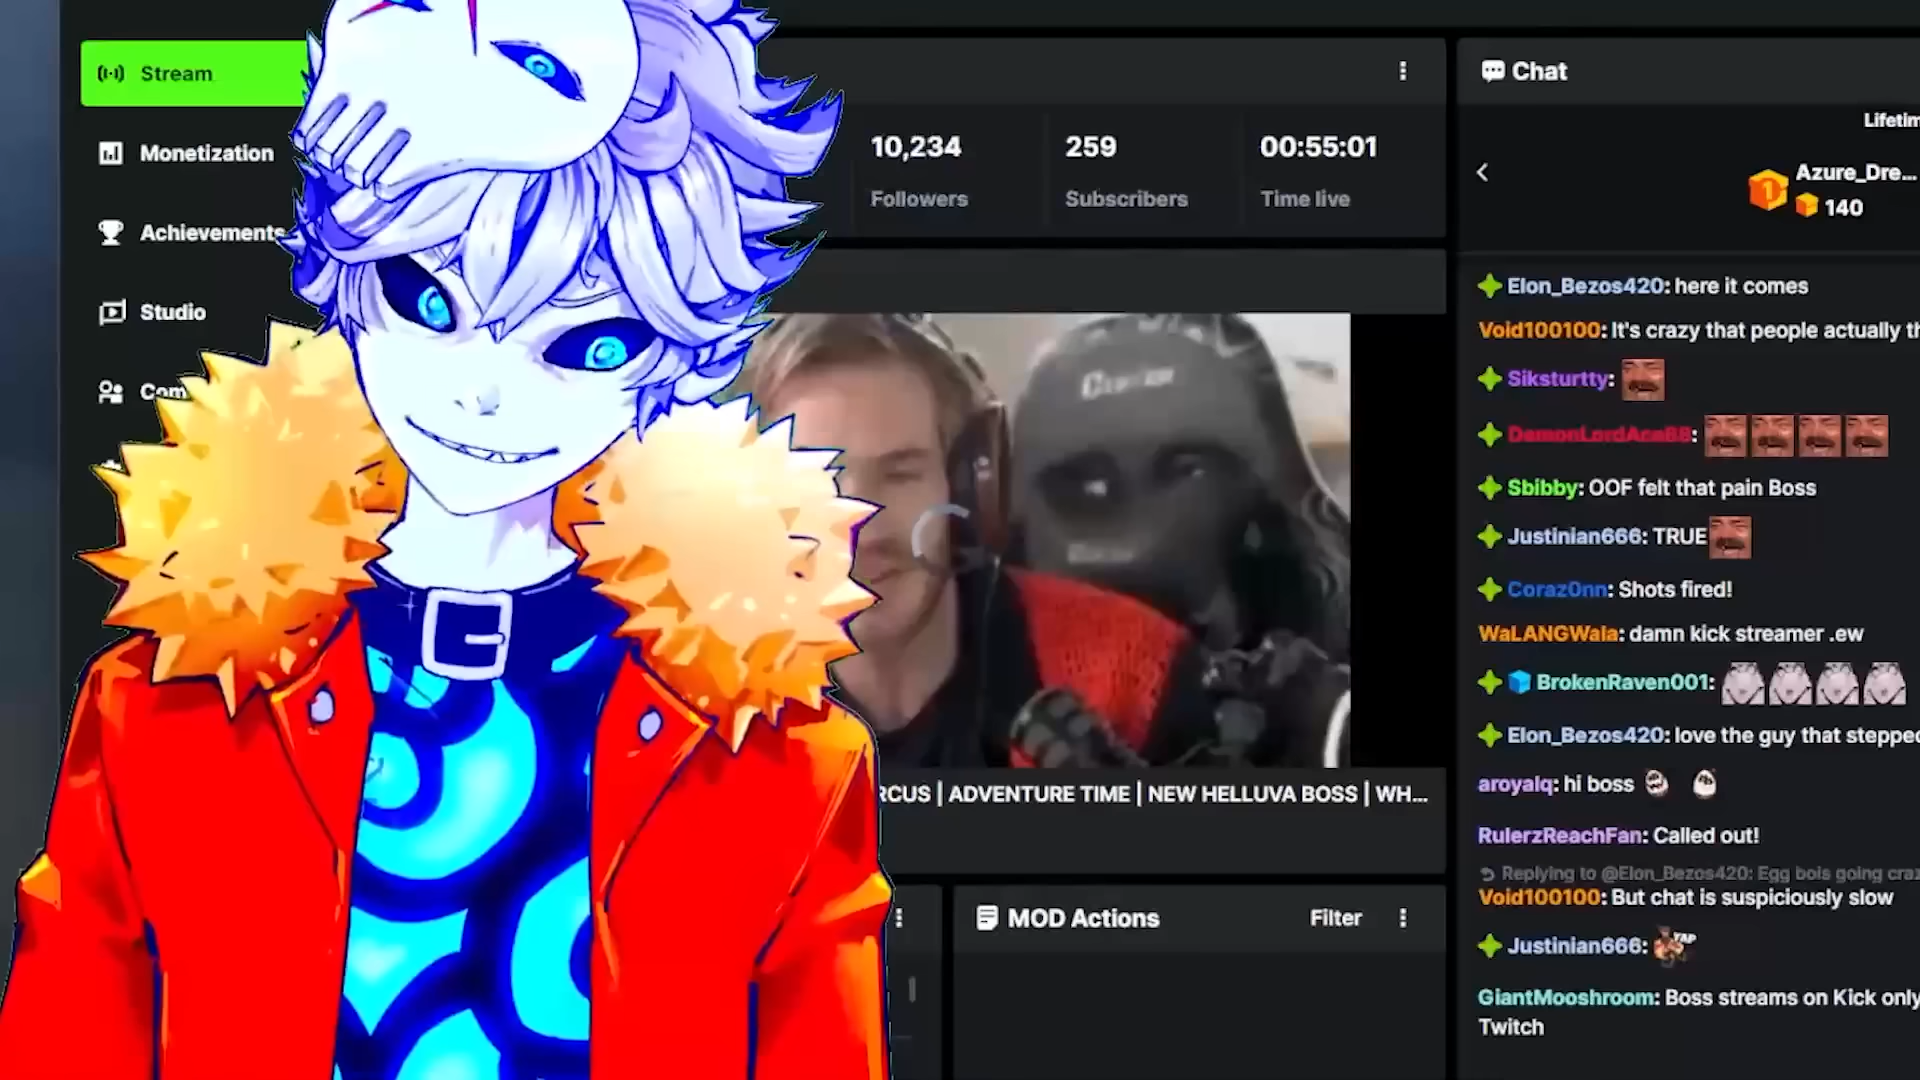 Stream
Monetization
Achievements
Studio
Com
10,234
Followers
259
Subscribers
00:55:01
Time live
RCUS | ADVENTURE TIME | NEW HELLUVA BOSS | WH...
MOD Actions
Filter
Chat
Lifetim
Azure_Dre...
140
Elon_Bezos420: here it comes
Void100100: It's crazy that people actually th
Siksturtty:
DamonLordAce88:
Sbibby: OOF felt that pain Boss
Justinian666: TRUE
Coraz0nn: Shots fired!
WaLANGWala: damn kick streamer .ew
BrokenRaven001:
Elon_Bezos420: love the guy that stepped
aroyalq: hi boss
RulerzReachFan: Called out!
Replying to @Elon_Bezos420: Egg bois going craz
Void100100: But chat is suspiciously slow
Justinian666: YAP
GiantMooshroom: Boss streams on Kick only
Twitch